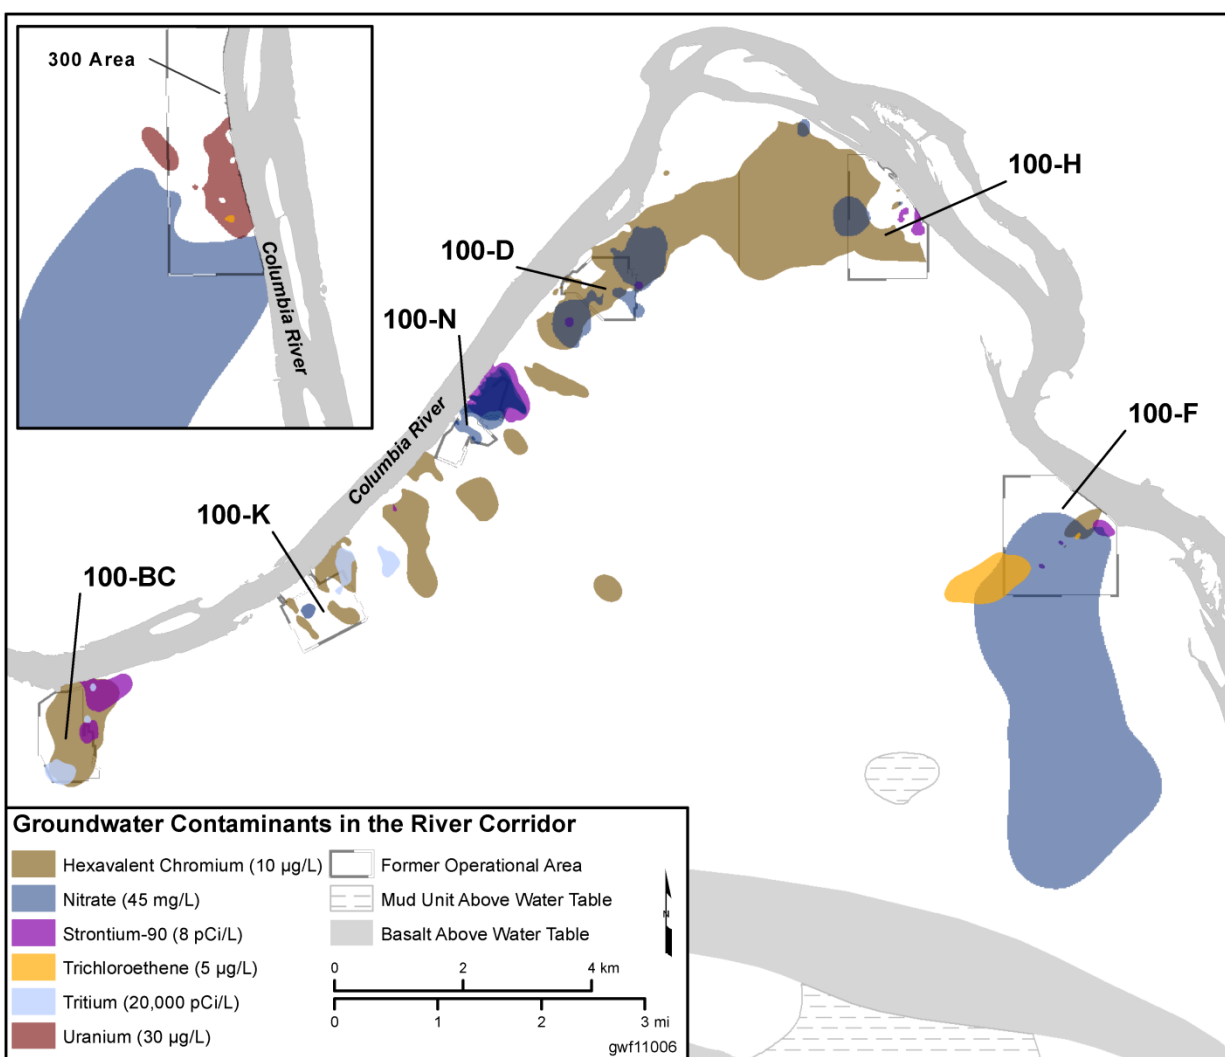 300 Area
Columbia River
100-H
100-D
100-N
Columbia River
100-F
100-K
100-BC
Groundwater Contaminants in the River Corridor
Hexavalent Chromium (10 µg/L)
Nitrate (45 mg/L)
Strontium-90 (8 pCi/L)
Trichloroethene (5 µg/L)
Tritium (20,000 pCi/L)
Uranium (30 µg/L)
Former Operational Area
Mud Unit Above Water Table
Basalt Above Water Table
N
0 2 4 km
0 1 2 3 mi
gwf11006